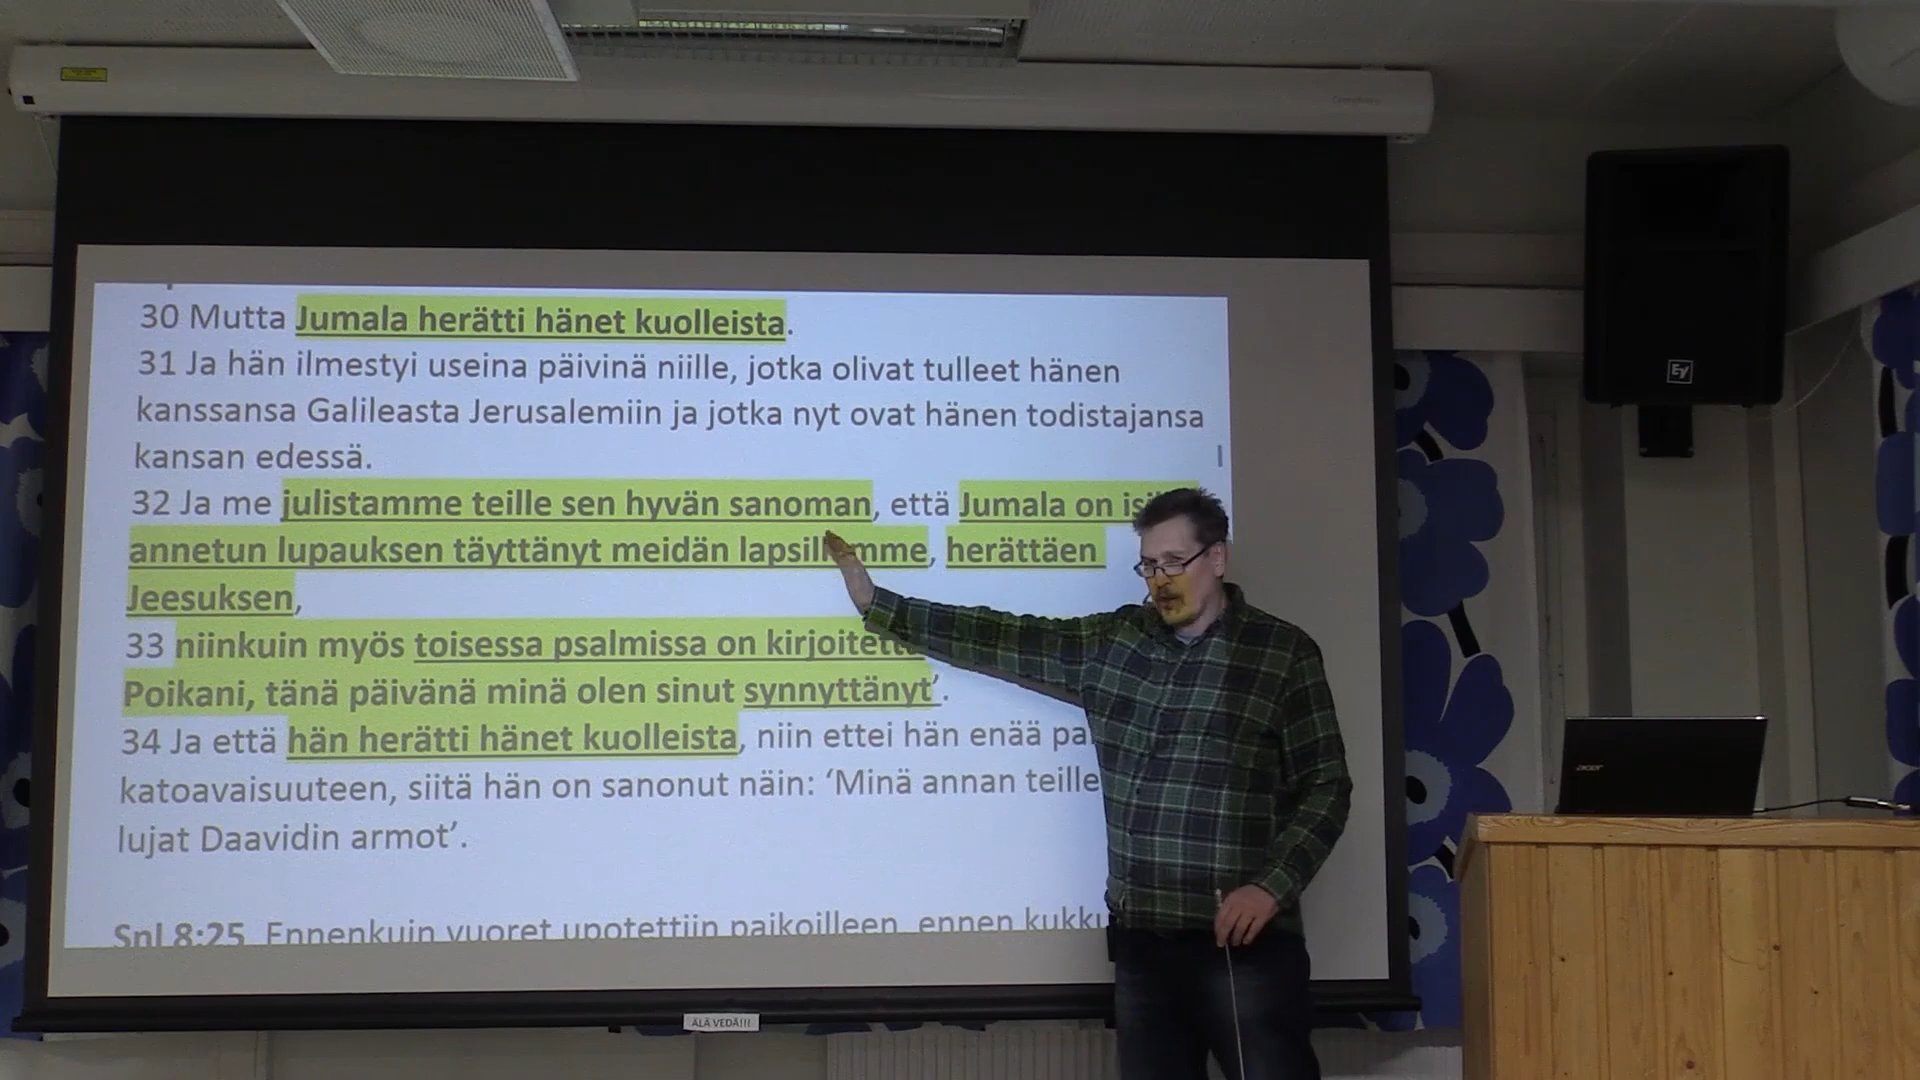 30 Mutta Jumala herätti hänet kuolleista.
31 Ja hän ilmestyi useina päivinä niille, jotka olivat tulleet hänen
kanssansa Galileasta Jerusalemiin ja jotka nyt ovat hänen todistajansa
kansan edessä.
32 Ja me julistamme teille sen hyvän sanoman, että Jumala on
annetun lupauksen täyttänyt meidän lapsillemme, herättäen
Jeesuksen,
33 niinkuin myös toisessa psalmissa on
Poikani, tänä päivänä minä olen sinut synnyttänyt’.
34 Ja että hän herätti hänet kuolleista, niin ettei hän enää
katoavaisuuteen, siitä hän on sanonut näin: ‘Minä annan teille
lujat Daavidin armot’.
Snl 8:25 Ennenkuin vuoret upotettiin paikoilleen, ennen
ÄLÄ VEDÄ!!!
EV
acer